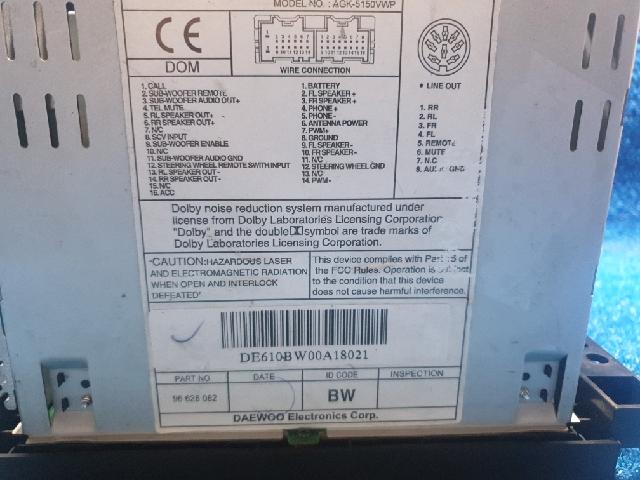 MODEL NO. : AGK-5150VWP
CE
DOM
WIRE CONNECTION
• LINE OUT
1. CALL
2. SUB-WOOFER REMOTE
3. SUB-WOOFER AUDIO OUT+
4. TEL MUTE
5. RL SPEAKER OUT+
6. RR SPEAKER OUT+
7. N/C
8. SCV INPUT
9. SUB-WOOFER ENABLE
10. N/C
11. SUB-WOOFER AUDIO GND
12. STEERING WHEEL REMOTE SWITH INPUT
13. RL SPEAKER OUT-
14. RR SPEAKER OUT-
15. N/C
16. ACC
1. BATTERY
2. FL SPEAKER +
3. FR SPEAKER +
4. PHONE+
5. PHONE-
6. ANTENNA POWER
7. PWM+
8. GROUND
9. FL SPEAKER-
10. FR SPEAKER-
11. N/C
12. STEERING WHEEL GND
13. N/C
14. PWM-
1. RR
2. RL
3. FR
4. FL
5. REMOTE
6. MUTE
7. N.C
8. AUDIO GND
Dolby noise reduction system manufactured under
license from Dolby Laboratories Licensing Corporation
"Dolby" and the double symbol are trade marks of
Dolby Laboratories Licensing Corporation.
"CAUTION:HAZARDOUS LASER
AND ELECTROMAGNETIC RADIATION
WHEN OPEN AND INTERLOCK
DEFEATED"
This device complies with Part 15 of
the FCC Rules. Operation is subject
to the condition that this device
does not cause harmful interference.
DE610BW00A18021
PART NO DATE ID CODE INSPECTION
96 628 082 BW
DAEWOO Electronics Corp.